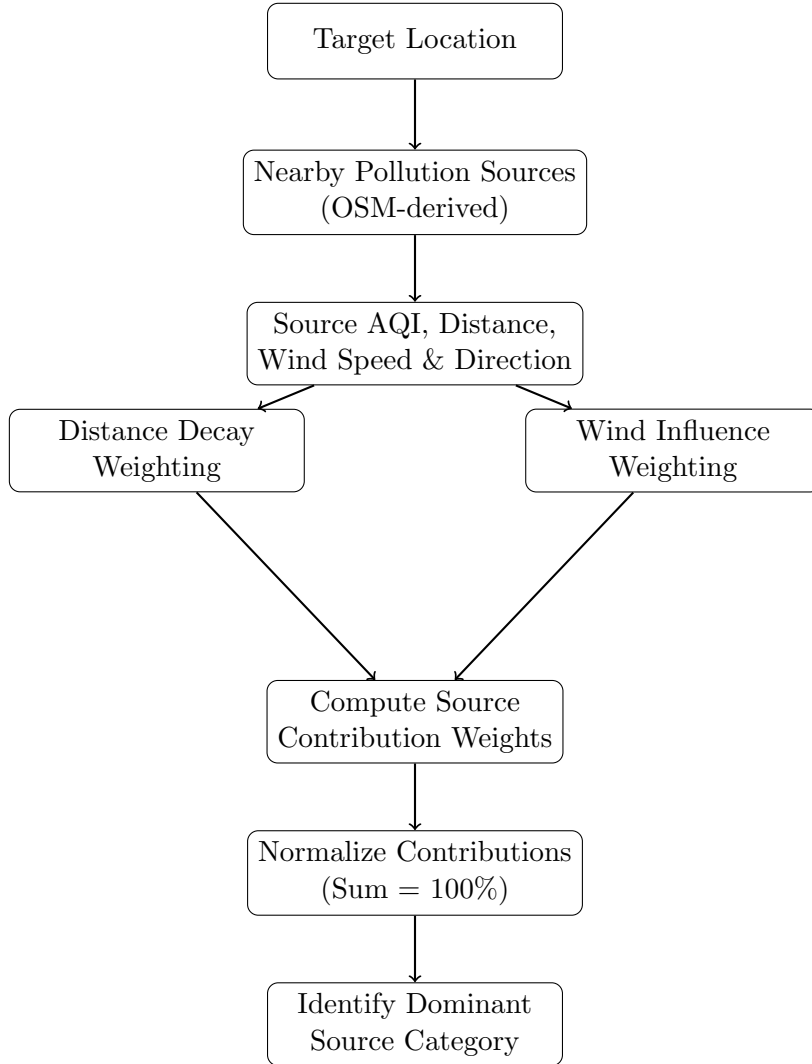 Target Location
Nearby Pollution Sources
(OSM-derived)
Source AQI, Distance,
Wind Speed & Direction
Distance Decay
Weighting
Wind Influence
Weighting
Compute Source
Contribution Weights
Normalize Contributions
(Sum = 100%)
Identify Dominant
Source Category